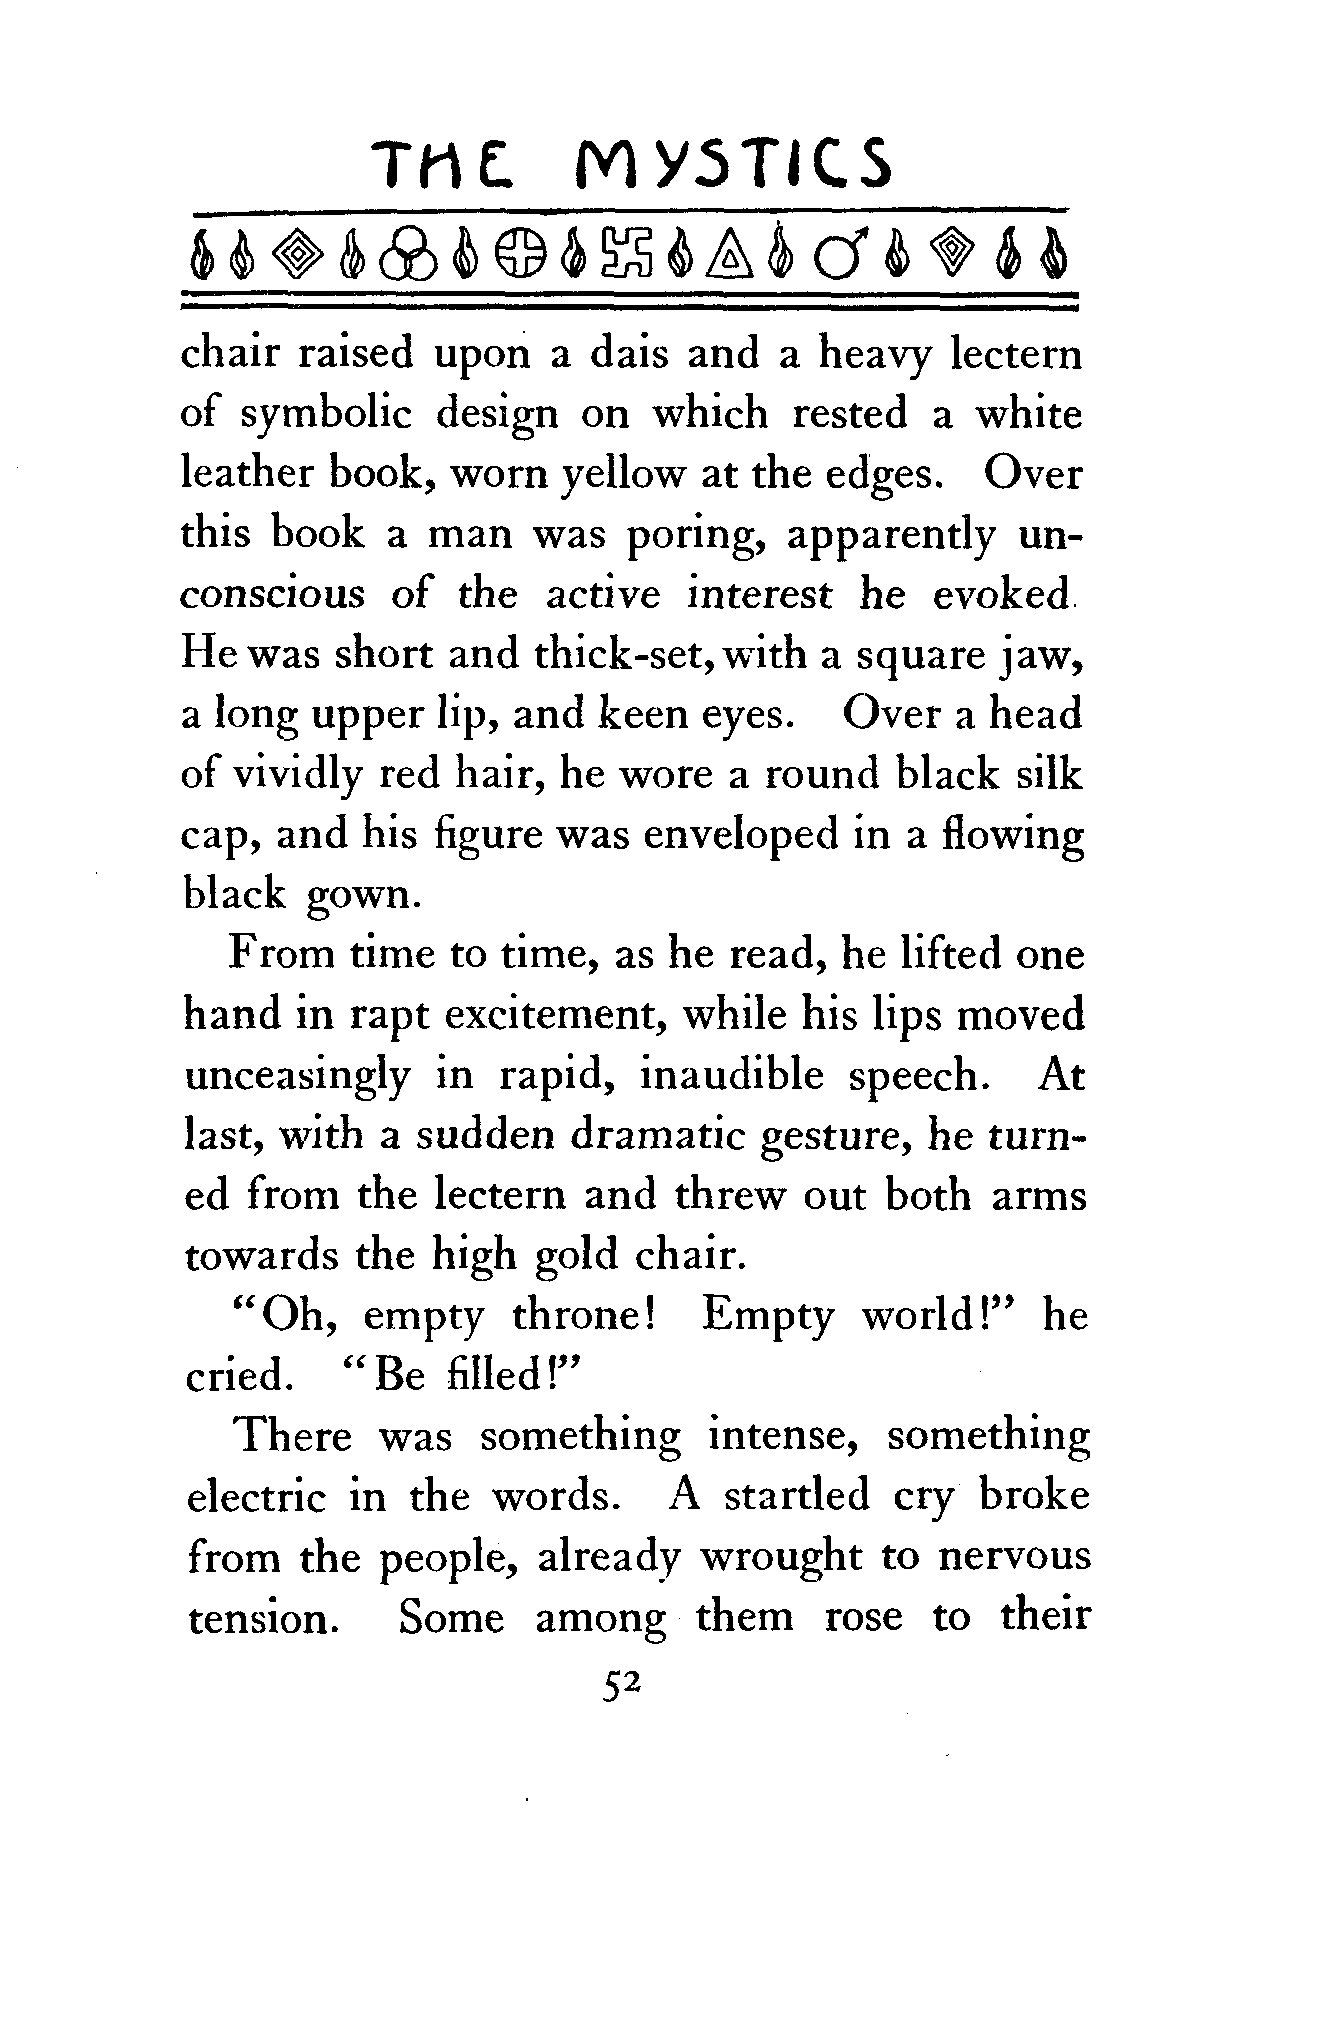 THE MYSTICS
chair raised upon a dais and a heavy lectern
of symbolic design on which rested a white
leather book, worn yellow at the edges. Over
this book a man was poring, apparently un-
conscious of the active interest he evoked.
He was short and thick-set, with a square jaw,
a long upper lip, and keen eyes. Over a head
of vividly red hair, he wore a round black silk
cap, and his figure was enveloped in a flowing
black gown.
From time to time, as he read, he lifted one
hand in rapt excitement, while his lips moved
unceasingly in rapid, inaudible speech. At
last, with a sudden dramatic gesture, he turn-
ed from the lectern and threw out both arms
towards the high gold chair.
"Oh, empty throne! Empty world!" he
cried. "Be filled!"
There was something intense, something
electric in the words. A startled cry broke
from the people, already wrought to nervous
tension. Some among them rose to their
52